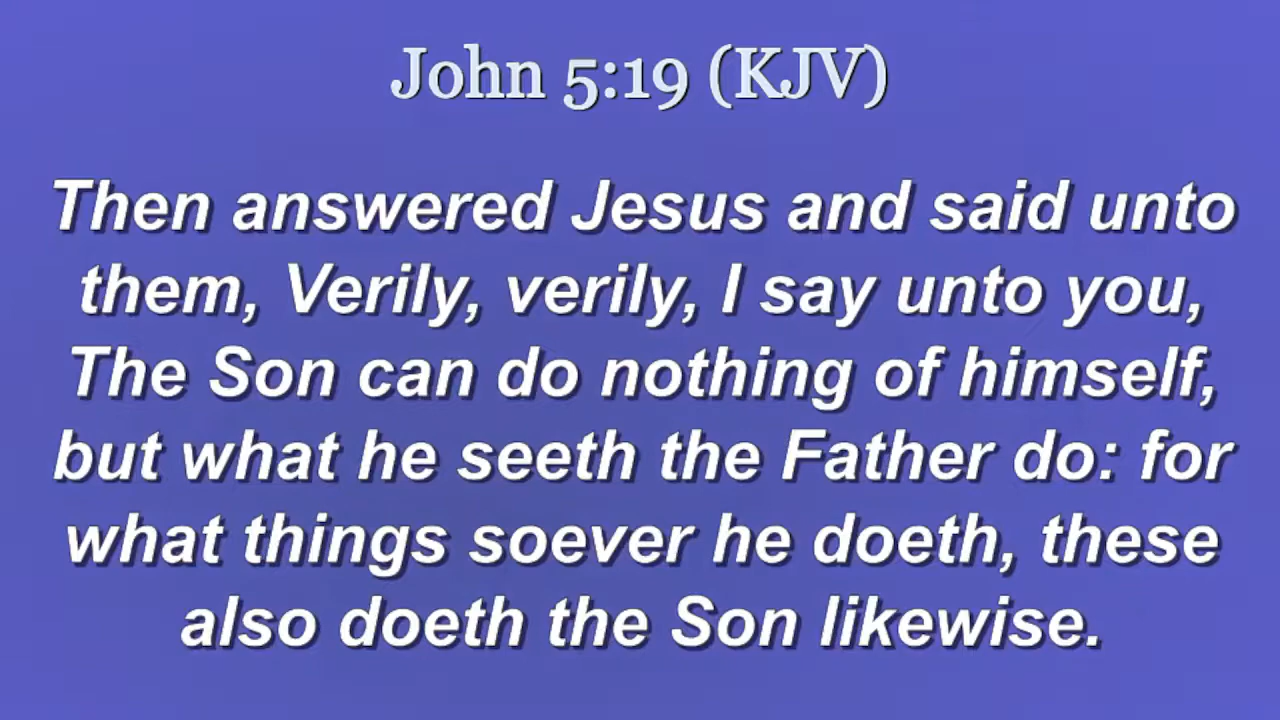 John 5:19 (KJV)
Then answered Jesus and said unto
them, Verily, verily, I say unto you,
The Son can do nothing of himself,
but what he seeth the Father do: for
what things soever he doeth, these
also doeth the Son likewise.